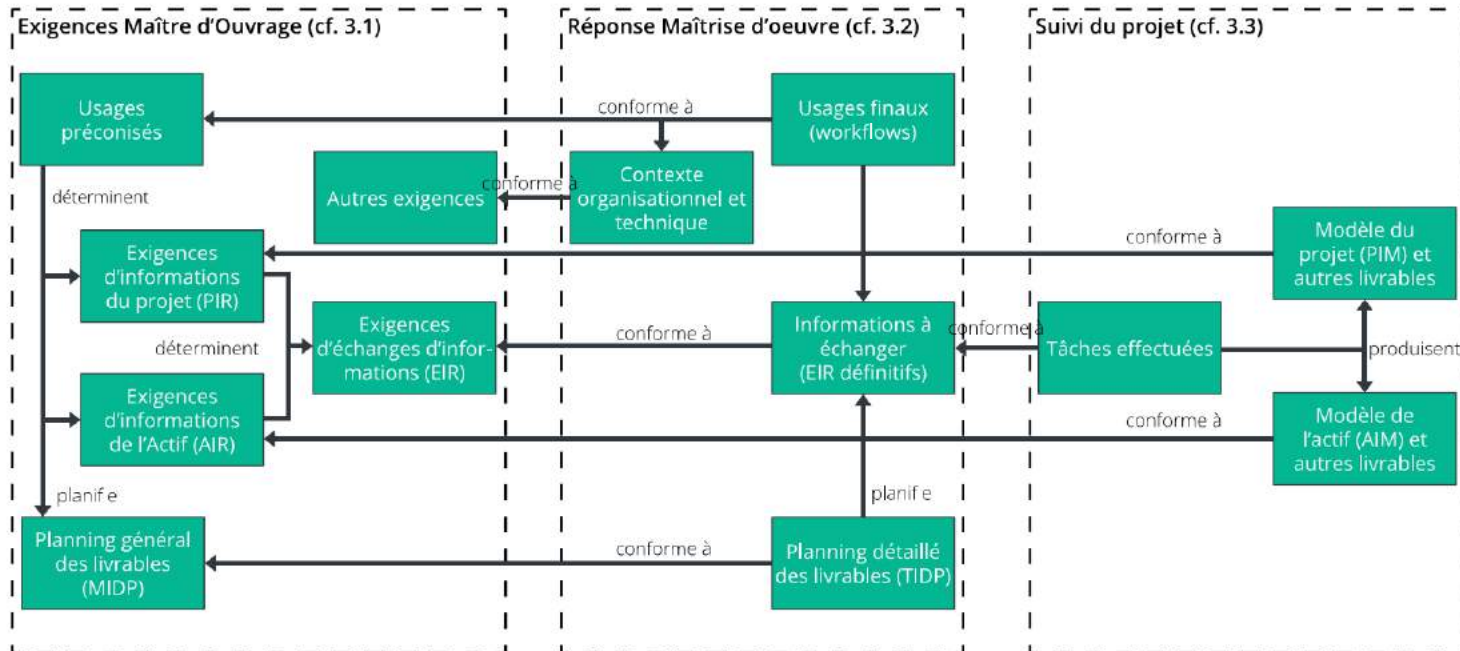 Exigences Maître d'Ouvrage (cf. 3.1)
Usages
préconisés
déterminent
Autres exigences
Exigences
d'informations
du projet (PIR)
déterminent
Exigences
d'échanges d'infor-
mations (EIR)
Exigences
d'informations
de l'Actif (AIR)
planif e
Planning général
des livrables
(MIDP)
Réponse Maîtrise d'oeuvre (cf. 3.2)
conforme à
Usages finaux
(workflows)
conforme à
Contexte
organisationnel et
technique
conforme à
Informations à
échanger
(EIR définitifs)
planif e
conforme à
Planning détaillé
des livrables (TIDP)
Suivi du projet (cf. 3.3)
conforme à
Modèle du
projet (PIM) et
autres livrables
conforme à
Tâches effectuées
produisent
conforme à
Modèle de
l'actif (AIM) et
autres livrables